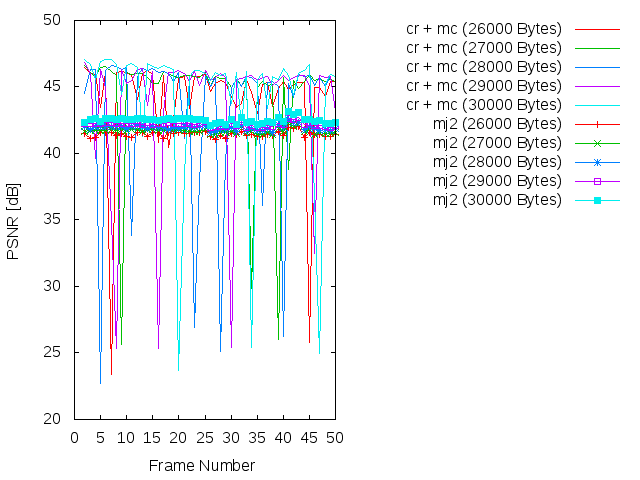 50
45
40
35
30
25
20
PSNR [dB]
0 5 10 15 20 25 30 35 40 45 50
Frame Number
cr + mc (26000 Bytes)
cr + mc (27000 Bytes)
cr + mc (28000 Bytes)
cr + mc (29000 Bytes)
cr + mc (30000 Bytes)
mj2 (26000 Bytes)
mj2 (27000 Bytes)
mj2 (28000 Bytes)
mj2 (29000 Bytes)
mj2 (30000 Bytes)